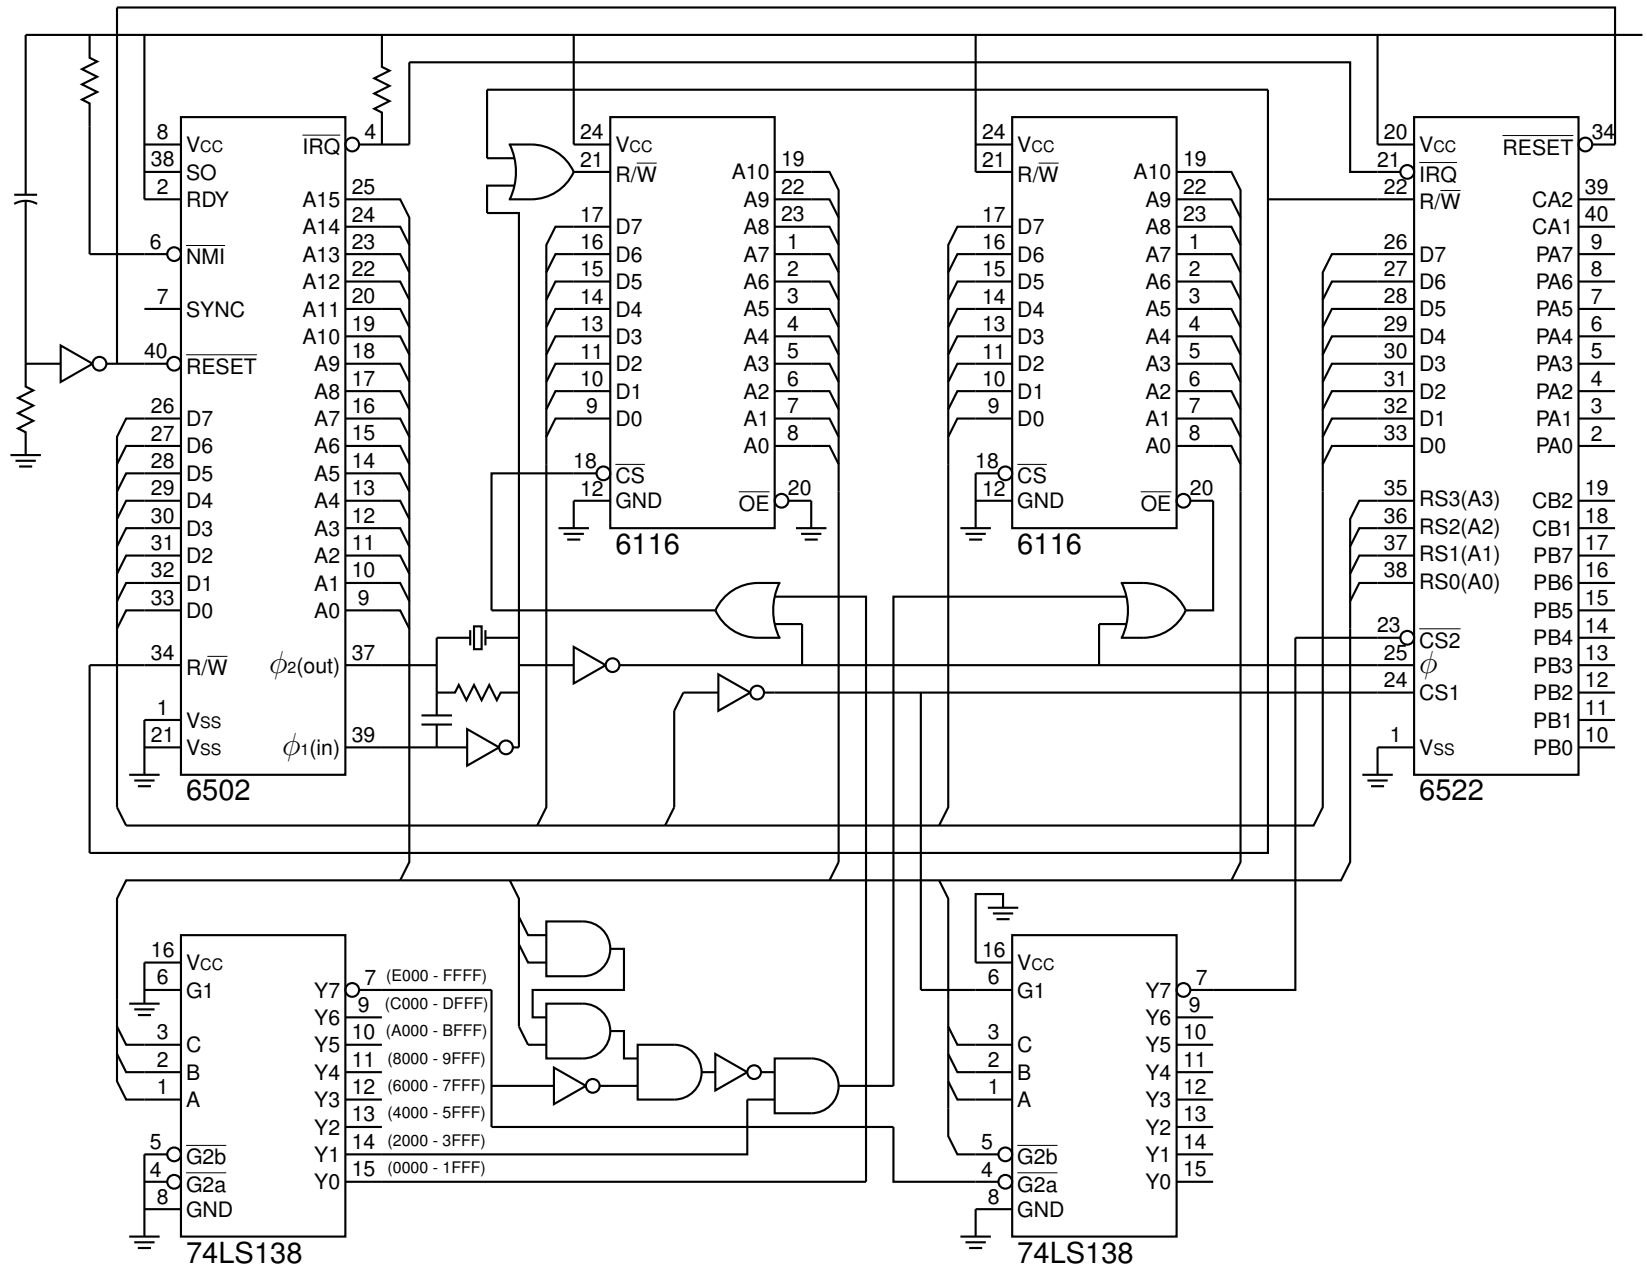 8 VCC
38 SO
2 RDY
6 NMI
7 SYNC
40 RESET
26 D7
27 D6
28 D5
29 D4
30 D3
31 D2
32 D1
33 D0
34 R/W
1 VSS
21 VSS
IRQ 4
A15 25
A14 24
A13 23
A12 22
A11 20
A10 19
A9 18
A8 17
A7 16
A6 15
A5 14
A4 13
A3 12
A2 11
A1 10
A0 9
ϕ2(out) 37
ϕ1(in) 39
6502
24 VCC
21 R/W
17 D7
16 D6
15 D5
14 D4
13 D3
11 D2
10 D1
9 D0
18 CS
12 GND
A10 19
A9 22
A8 23
A7 1
A6 2
A5 3
A4 4
A3 5
A2 6
A1 7
A0 8
OE 20
6116
24 VCC
21 R/W
17 D7
16 D6
15 D5
14 D4
13 D3
11 D2
10 D1
9 D0
18 CS
12 GND
A10 19
A9 22
A8 23
A7 1
A6 2
A5 3
A4 4
A3 5
A2 6
A1 7
A0 8
OE 20
6116
20 VCC
21 IRQ
22 R/W
26 D7
27 D6
28 D5
29 D4
30 D3
31 D2
32 D1
33 D0
35 RS3(A3)
36 RS2(A2)
37 RS1(A1)
38 RS0(A0)
23 CS2
25 ϕ
24 CS1
1 VSS
RESET 34
CA2 39
CA1 40
PA7 9
PA6 8
PA5 7
PA4 6
PA3 5
PA2 4
PA1 3
PA0 2
CB2 19
CB1 18
PB7 17
PB6 16
PB5 15
PB4 14
PB3 13
PB2 12
PB1 11
PB0 10
6522
16 VCC
6 G1
3 C
2 B
1 A
5 G2b
4 G2a
8 GND
Y7 7 (E000 - FFFF)
Y6 9 (C000 - DFFF)
Y5 10 (A000 - BFFF)
Y4 11 (8000 - 9FFF)
Y3 12 (6000 - 7FFF)
Y2 13 (4000 - 5FFF)
Y1 14 (2000 - 3FFF)
Y0 15 (0000 - 1FFF)
74LS138
16 VCC
6 G1
3 C
2 B
1 A
5 G2b
4 G2a
8 GND
Y7 7
Y6 9
Y5 10
Y4 11
Y3 12
Y2 13
Y1 14
Y0 15
74LS138